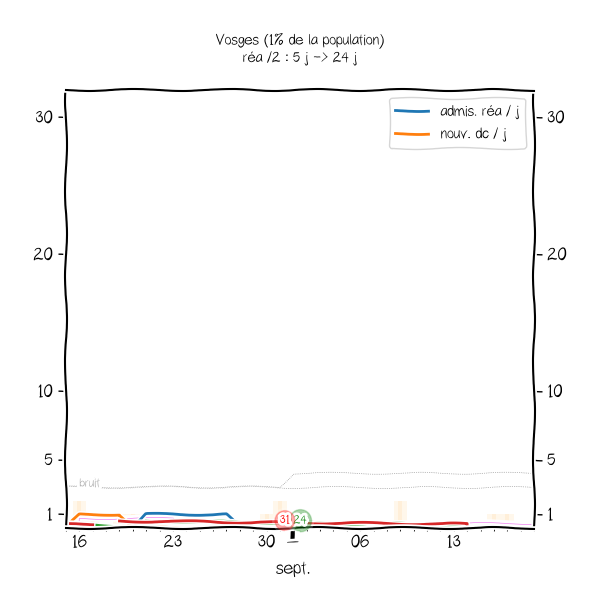 Vosges (1% de la population)
réa /2 : 5 j -> 24 j
admis. réa / j
nouv. dc / j
30
30
20
20
10
10
5
5
bruit
1
1
31
24
16
23
30
06
13
sept.